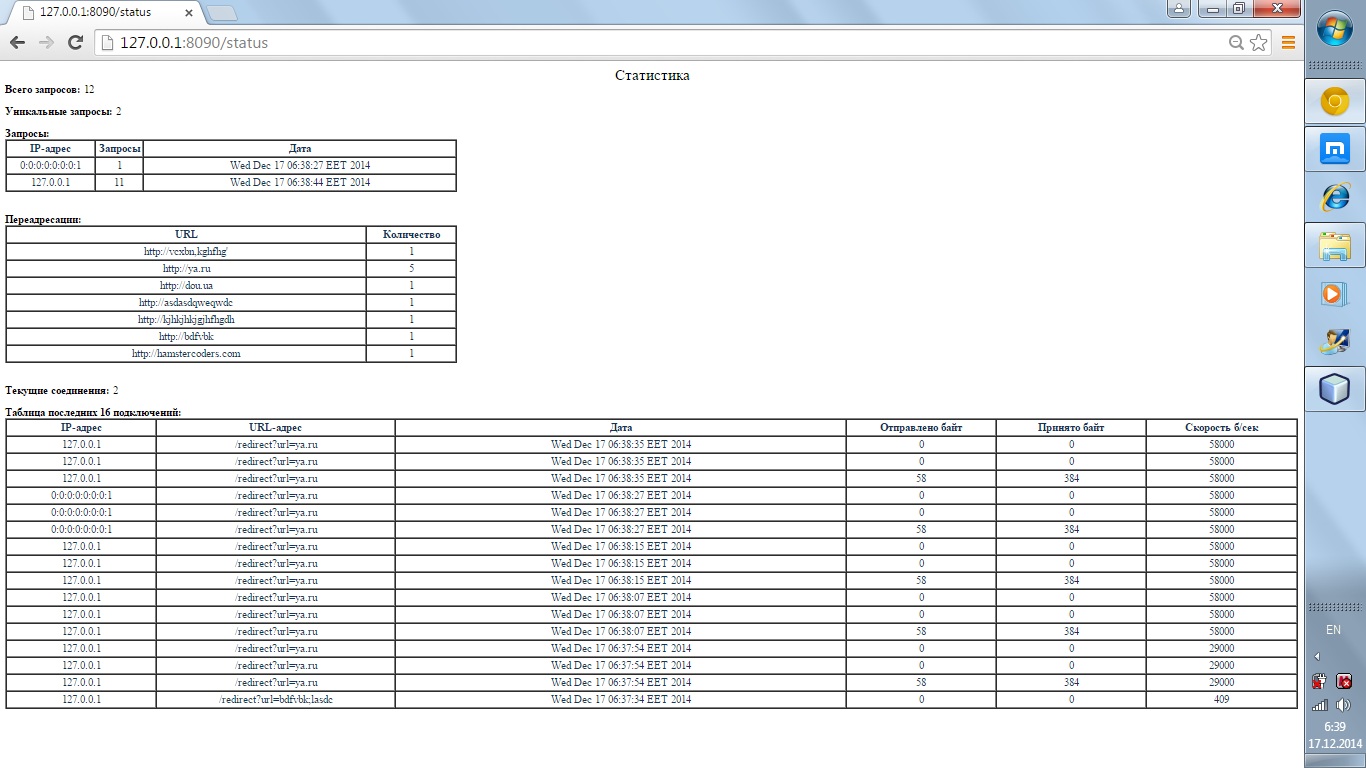 127.0.0.1:8090/status
127.0.0.1:8090/status
Статистика
Всего запросов: 12
Уникальные запросы: 2
Запросы:
IP-адрес Запросы Дата
0:0:0:0:0:0:0:1 1 Wed Dec 17 06:38:27 EET 2014
127.0.0.1 11 Wed Dec 17 06:38:44 EET 2014
Переадресации:
URL Количество
http://vcxbn,kghfhg' 1
http://ya.ru 5
http://dou.ua 1
http://asdasdqweqwdc 1
http://kjhkjhkjgjhfhgdh 1
http://bdfvbk 1
http://hamstercoders.com 1
Текущие соединения: 2
Таблица последних 16 подключений:
IP-адрес URL-адрес Дата Отправлено байт Принято байт Скорость б/сек
127.0.0.1 /redirect?url=ya.ru Wed Dec 17 06:38:35 EET 2014 0 0 58000
127.0.0.1 /redirect?url=ya.ru Wed Dec 17 06:38:35 EET 2014 0 0 58000
127.0.0.1 /redirect?url=ya.ru Wed Dec 17 06:38:35 EET 2014 58 384 58000
0:0:0:0:0:0:0:1 /redirect?url=ya.ru Wed Dec 17 06:38:27 EET 2014 0 0 58000
0:0:0:0:0:0:0:1 /redirect?url=ya.ru Wed Dec 17 06:38:27 EET 2014 0 0 58000
0:0:0:0:0:0:0:1 /redirect?url=ya.ru Wed Dec 17 06:38:27 EET 2014 58 384 58000
127.0.0.1 /redirect?url=ya.ru Wed Dec 17 06:38:15 EET 2014 0 0 58000
127.0.0.1 /redirect?url=ya.ru Wed Dec 17 06:38:15 EET 2014 0 0 58000
127.0.0.1 /redirect?url=ya.ru Wed Dec 17 06:38:15 EET 2014 58 384 58000
127.0.0.1 /redirect?url=ya.ru Wed Dec 17 06:38:07 EET 2014 0 0 58000
127.0.0.1 /redirect?url=ya.ru Wed Dec 17 06:38:07 EET 2014 0 0 58000
127.0.0.1 /redirect?url=ya.ru Wed Dec 17 06:38:07 EET 2014 58 384 58000
127.0.0.1 /redirect?url=ya.ru Wed Dec 17 06:37:54 EET 2014 0 0 29000
127.0.0.1 /redirect?url=ya.ru Wed Dec 17 06:37:54 EET 2014 0 0 29000
127.0.0.1 /redirect?url=ya.ru Wed Dec 17 06:37:54 EET 2014 58 384 29000
127.0.0.1 /redirect?url=bdfvbk;lasdc Wed Dec 17 06:37:34 EET 2014 0 0 409
EN
6:39
17.12.2014